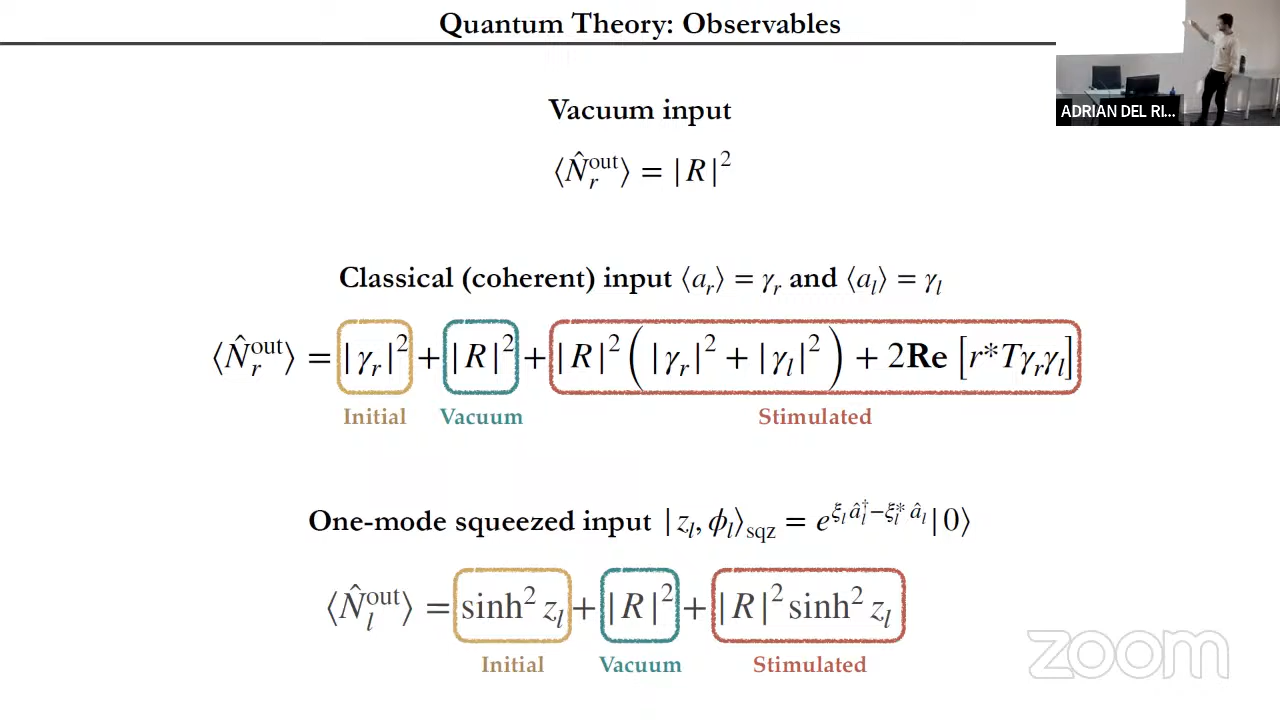 Quantum Theory: Observables
ADRIAN DEL RI...
Vacuum input
⟨N̂_r^out⟩ = |R|²
Classical (coherent) input ⟨a_r⟩ = γ_r and ⟨a_l⟩ = γ_l
⟨N̂_r^out⟩ = |γ_r|² + |R|² + |R|² (|γ_r|² + |γ_l|²) + 2Re [r*Tγ_rγ_l]
Initial Vacuum Stimulated
One-mode squeezed input |z_l, ϕ_l⟩_sqz = e^{ξ_l â_l^† − ξ_l^* â_l}|0⟩
⟨N̂_l^out⟩ = sinh² z_l + |R|² + |R|² sinh² z_l
Initial Vacuum Stimulated
zoom